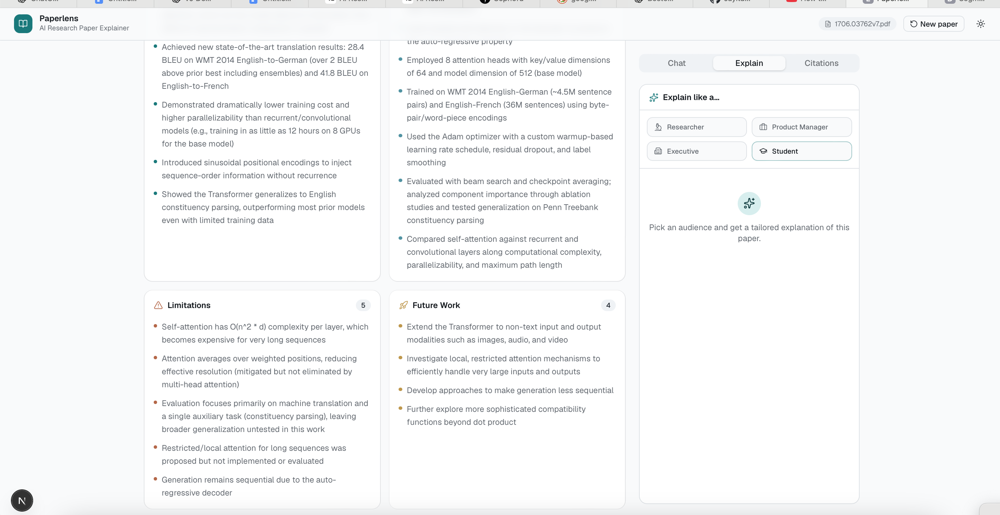 Paperlens
AI Research Paper Explainer
1706.03762v7.pdf
New paper
Achieved new state-of-the-art translation results: 28.4
BLEU on WMT 2014 English-to-German (over 2 BLEU
above prior best including ensembles) and 41.8 BLEU on
English-to-French
Demonstrated dramatically lower training cost and
higher parallelizability than recurrent/convolutional
models (e.g., training in as little as 12 hours on 8 GPUs
for the base model)
Introduced sinusoidal positional encodings to inject
sequence-order information without recurrence
Showed the Transformer generalizes to English
constituency parsing, outperforming most prior models
even with limited training data
the auto-regressive property
Employed 8 attention heads with key/value dimensions
of 64 and model dimension of 512 (base model)
Trained on WMT 2014 English-German (~4.5M sentence
pairs) and English-French (36M sentences) using byte-
pair/word-piece encodings
Used the Adam optimizer with a custom warmup-based
learning rate schedule, residual dropout, and label
smoothing
Evaluated with beam search and checkpoint averaging;
analyzed component importance through ablation
studies and tested generalization on Penn Treebank
constituency parsing
Compared self-attention against recurrent and
convolutional layers along computational complexity,
parallelizability, and maximum path length
Limitations
5
Self-attention has O(n^2 * d) complexity per layer, which
becomes expensive for very long sequences
Attention averages over weighted positions, reducing
effective resolution (mitigated but not eliminated by
multi-head attention)
Evaluation focuses primarily on machine translation and
a single auxiliary task (constituency parsing), leaving
broader generalization untested in this work
Restricted/local attention for long sequences was
proposed but not implemented or evaluated
Generation remains sequential due to the auto-
regressive decoder
Future Work
4
Extend the Transformer to non-text input and output
modalities such as images, audio, and video
Investigate local, restricted attention mechanisms to
efficiently handle very large inputs and outputs
Develop approaches to make generation less sequential
Further explore more sophisticated compatibility
functions beyond dot product
Chat
Explain
Citations
Explain like a...
Researcher
Product Manager
Executive
Student
Pick an audience and get a tailored explanation of this
paper.
N